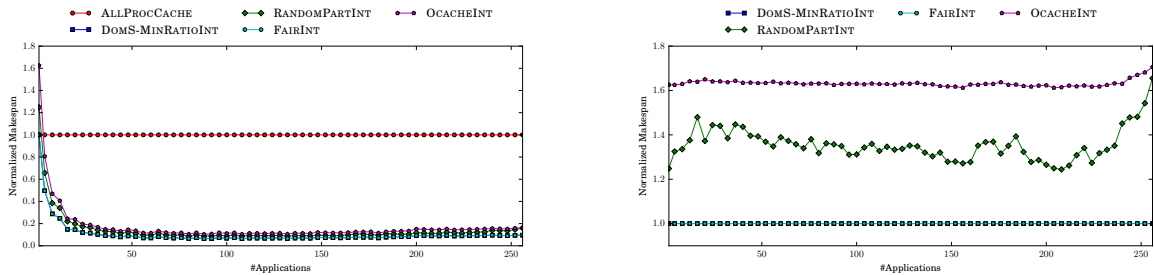 ALLPROCCACHE RANDOMPARTINT OCACHEINT
DOMS-MINRATIOINT FAIRINT
1.8
1.6
1.4
1.2
1.0
0.8
0.6
0.4
0.2
0.0
Normalized Makespan
50 100 150 200 250
#Applications
DOMS-MINRATIOINT FAIRINT OCACHEINT
RANDOMPARTINT
1.8
1.6
1.4
1.2
1.0
Normalized Makespan
50 100 150 200 250
#Applications